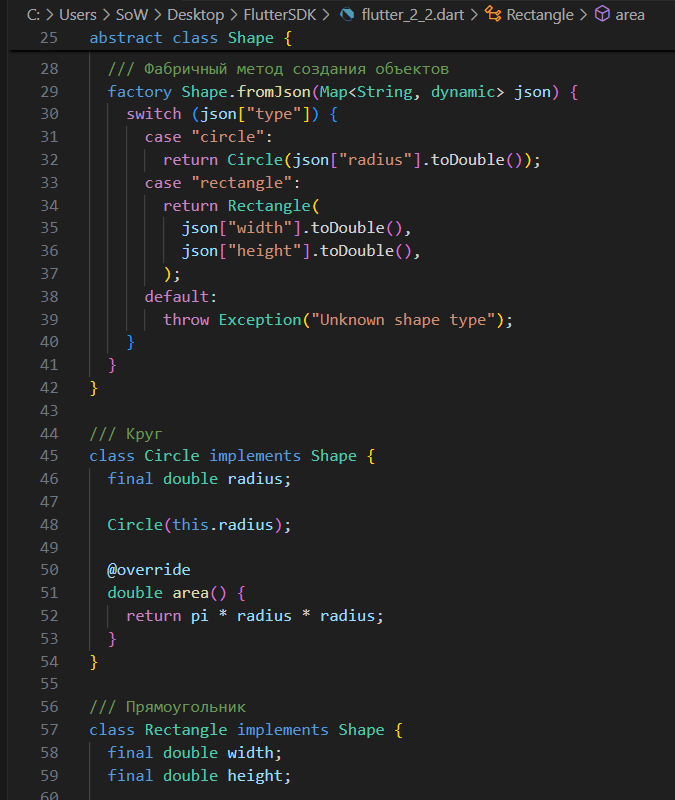 C: > Users > SoW > Desktop > FlutterSDK > flutter_2_2.dart > Rectangle > area
25 abstract class Shape {
28   /// Фабричный метод создания объектов
29   factory Shape.fromJson(Map<String, dynamic> json) {
30     switch (json["type"]) {
31       case "circle":
32         return Circle(json["radius"].toDouble());
33       case "rectangle":
34         return Rectangle(
35           json["width"].toDouble(),
36           json["height"].toDouble(),
37         );
38       default:
39         throw Exception("Unknown shape type");
40     }
41   }
42 }
43
44 /// Круг
45 class Circle implements Shape {
46   final double radius;
47
48   Circle(this.radius);
49
50   @override
51   double area() {
52     return pi * radius * radius;
53   }
54 }
55
56 /// Прямоугольник
57 class Rectangle implements Shape {
58   final double width;
59   final double height;
60